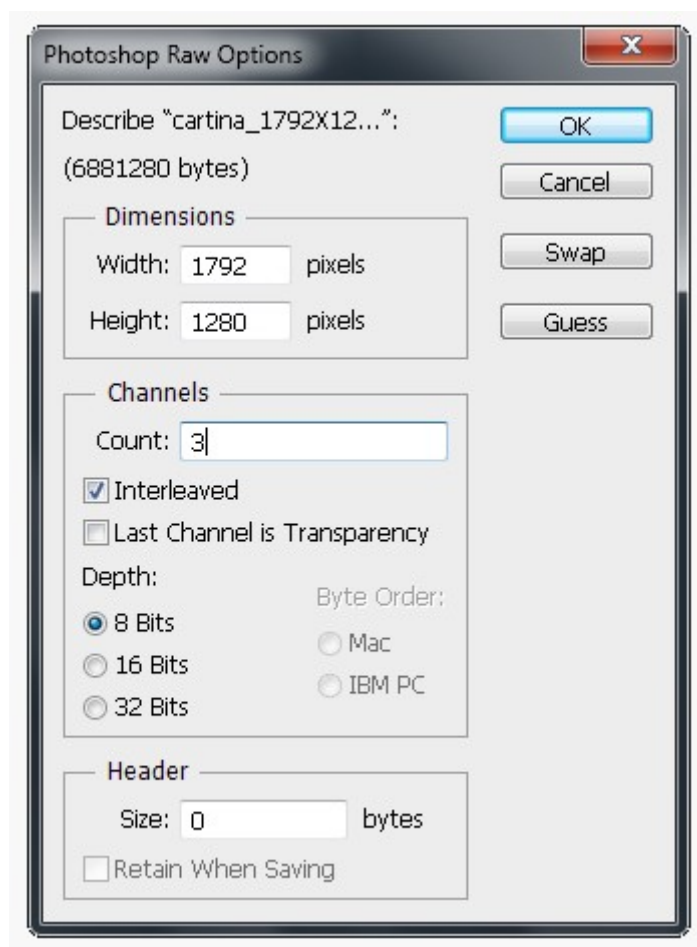 Photoshop Raw Options
Describe “cartina_1792X12...”:
(6881280 bytes)
OK
Cancel
Swap
Guess
Dimensions
Width: 1792 pixels
Height: 1280 pixels
Channels
Count: 3
Interleaved
Last Channel is Transparency
Depth:
8 Bits
16 Bits
32 Bits
Byte Order:
Mac
IBM PC
Header
Size: 0 bytes
Retain When Saving